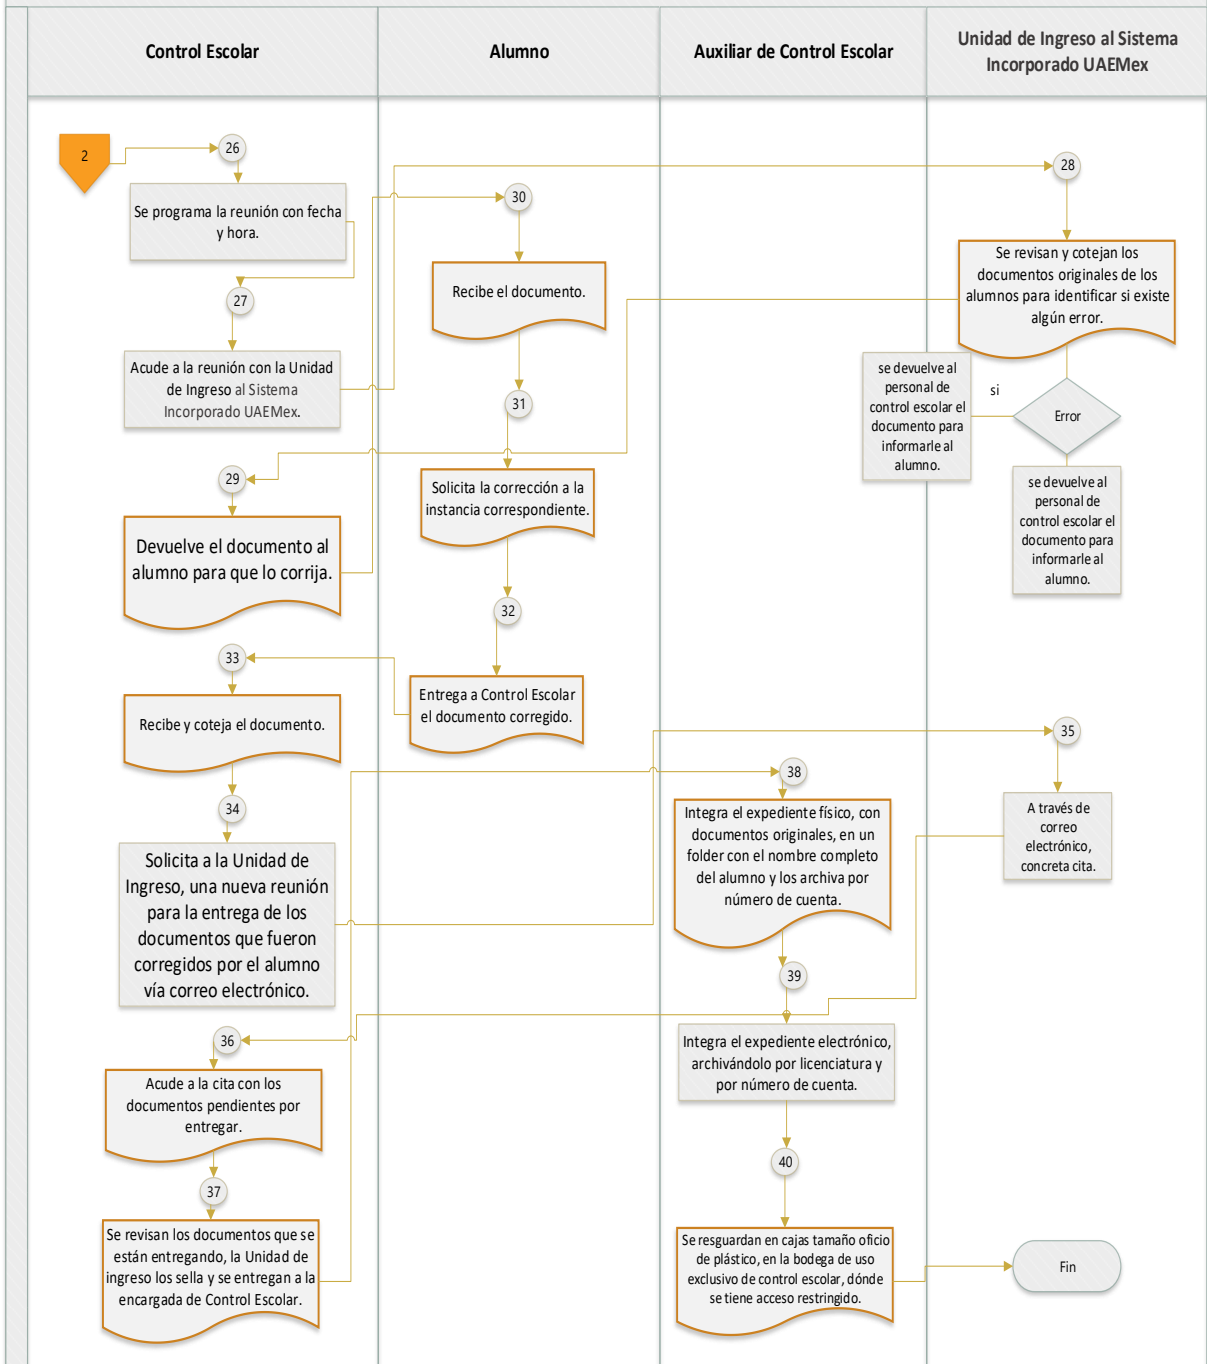 Control Escolar
Alumno
Auxiliar de Control Escolar
Unidad de Ingreso al Sistema
Incorporado UAEMex
2
26
Se programa la reunión con fecha
y hora.
27
Acude a la reunión con la Unidad
de Ingreso al Sistema
Incorporado UAEMex.
28
Se revisan y cotejan los
documentos originales de los
alumnos para identificar si existe
algún error.
Error
si
se devuelve al
personal de
control escolar el
documento para
informarle al
alumno.
se devuelve al
personal de
control escolar el
documento para
informarle al
alumno.
29
Devuelve el documento al
alumno para que lo corrija.
30
Recibe el documento.
31
Solicita la corrección a la
instancia correspondiente.
32
Entrega a Control Escolar
el documento corregido.
33
Recibe y coteja el documento.
34
Solicita a la Unidad de
Ingreso, una nueva reunión
para la entrega de los
documentos que fueron
corregidos por el alumno
vía correo electrónico.
35
A través de
correo
electrónico,
concreta cita.
36
Acude a la cita con los
documentos pendientes por
entregar.
37
Se revisan los documentos que se
están entregando, la Unidad de
ingreso los sella y se entregan a la
encargada de Control Escolar.
38
Integra el expediente físico, con
documentos originales, en un
folder con el nombre completo
del alumno y los archiva por
número de cuenta.
39
Integra el expediente electrónico,
archivándolo por licenciatura y
por número de cuenta.
40
Se resguardan en cajas tamaño oficio
de plástico, en la bodega de uso
exclusivo de control escolar, dónde
se tiene acceso restringido.
Fin